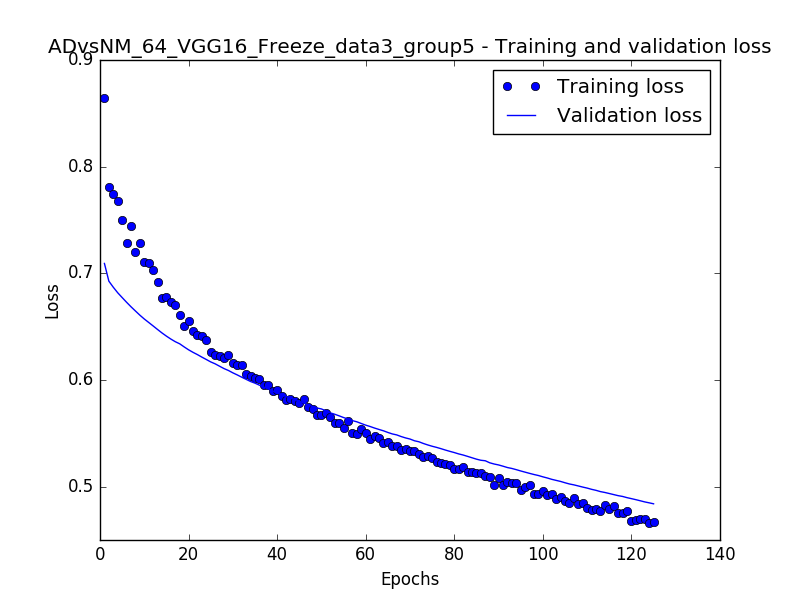 ADvsNM_64_VGG16_Freeze_data3_group5 - Training and validation loss
0.9
Training loss
Validation loss
0.8
0.7
Loss
0.6
0.5
0 20 40 60 80 100 120 140
Epochs